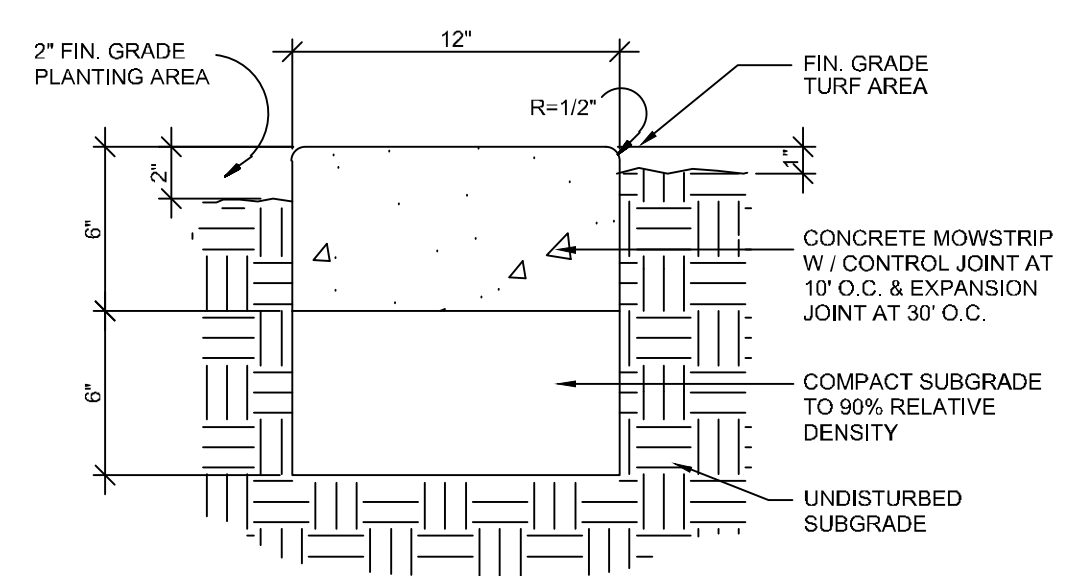 12"
2" FIN. GRADE
PLANTING AREA
FIN. GRADE
TURF AREA
R=1/2"
2"
1"
6"
CONCRETE MOWSTRIP
W / CONTROL JOINT AT
10' O.C. & EXPANSION
JOINT AT 30' O.C.
6"
COMPACT SUBGRADE
TO 90% RELATIVE
DENSITY
UNDISTURBED
SUBGRADE